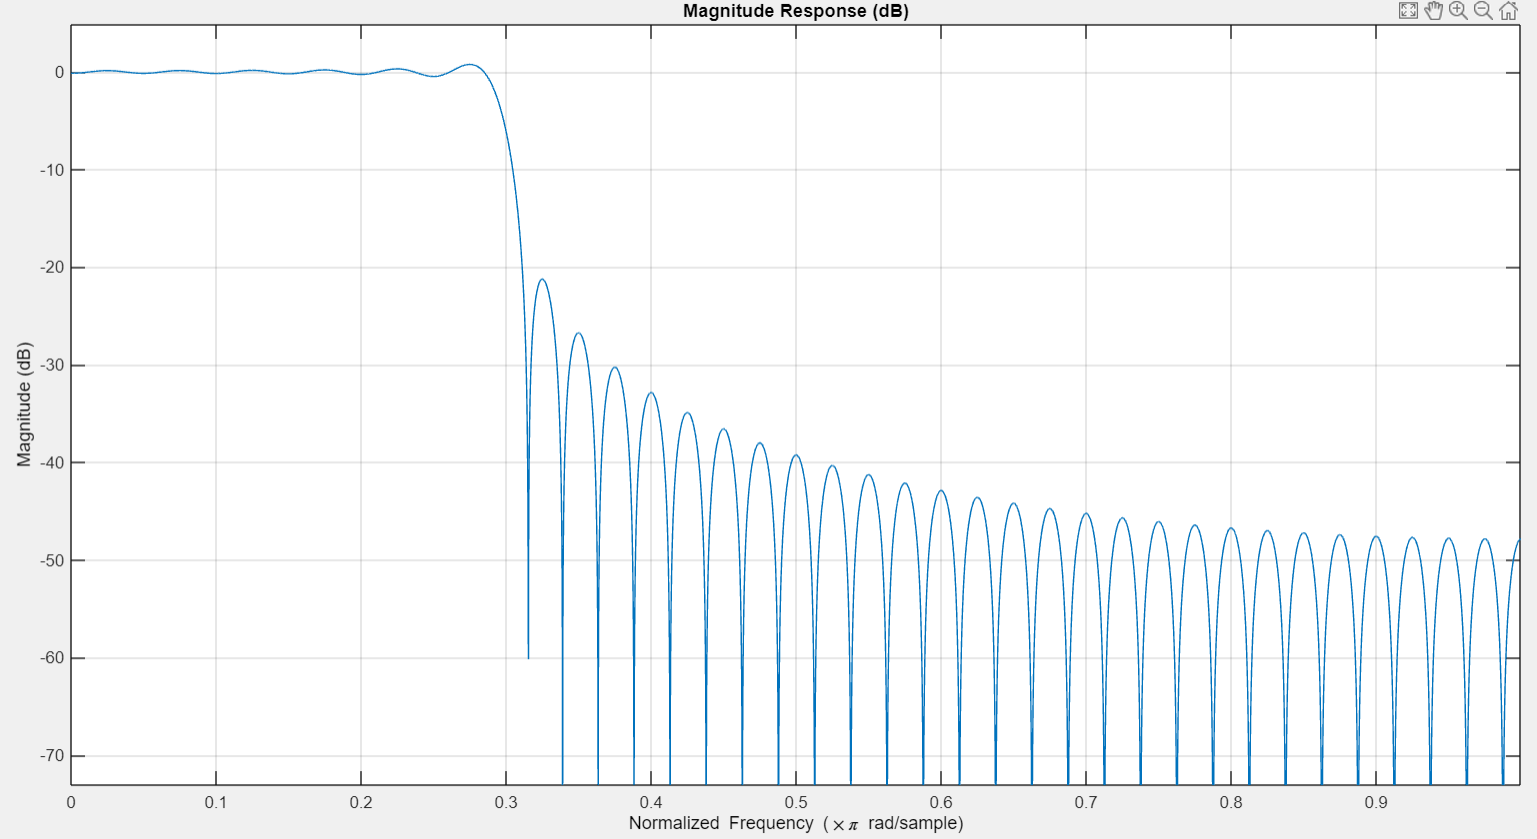 Magnitude Response (dB)
0
-10
-20
-30
-40
-50
-60
-70
Magnitude (dB)
0 0.1 0.2 0.3 0.4 0.5 0.6 0.7 0.8 0.9
Normalized Frequency (×π rad/sample)